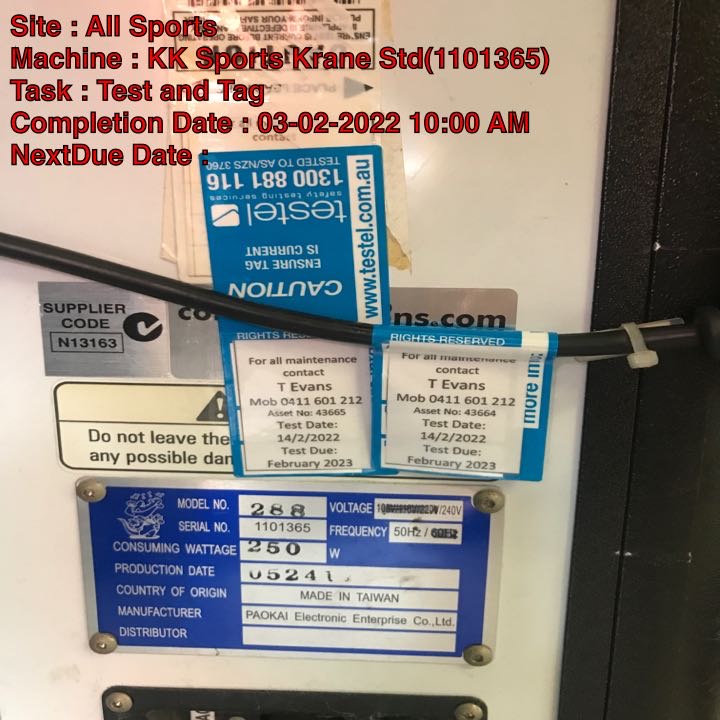 Site : All Sports
Machine : KK Sports Krane Std(1101365)
Task : Test and Tag
Completion Date : 03-02-2022 10:00 AM
NextDue Date :
TESTED TO AS/NZS 3760
1300 881 116
safety testing services
testel
www.testel.com.au
ENSURE TAG
IS CURRENT
CAUTION
SUPPLIER
CODE
N13163
ns.com
RIGHTS
For all maintenance
contact
T Evans
Mob 0411 601 212
Asset No: 43665
Test Date:
14/2/2022
Test Due:
February 2023
RIGHTS RESERVED
For all maintenance
contact
T Evans
Mob 0411 601 212
Asset No: 43664
Test Date:
14/2/2022
Test Due:
February 2023
more
Do not leave the
any possible
MODEL NO. 288
VOLTAGE /240V
SERIAL NO. 1101365
FREQUENCY 50HZ / 60HZ
CONSUMING WATTAGE 250 W
PRODUCTION DATE
COUNTRY OF ORIGIN MADE IN TAIWAN
MANUFACTURER PAOKAI Electronic Enterprise Co.,Ltd.
DISTRIBUTOR